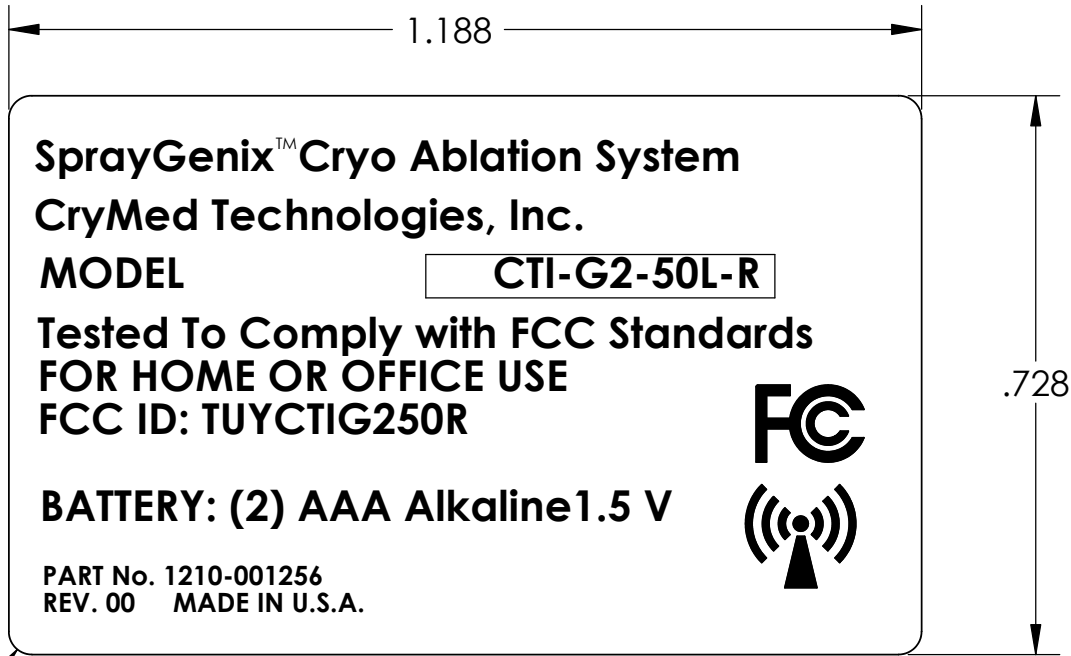 1.188
SprayGenix™ Cryo Ablation System
CryMed Technologies, Inc.
MODEL CTI-G2-50L-R
Tested To Comply with FCC Standards
FOR HOME OR OFFICE USE
FCC ID: TUYCTIG250R
FC
.728
BATTERY: (2) AAA Alkaline1.5 V
PART No. 1210-001256
REV. 00 MADE IN U.S.A.